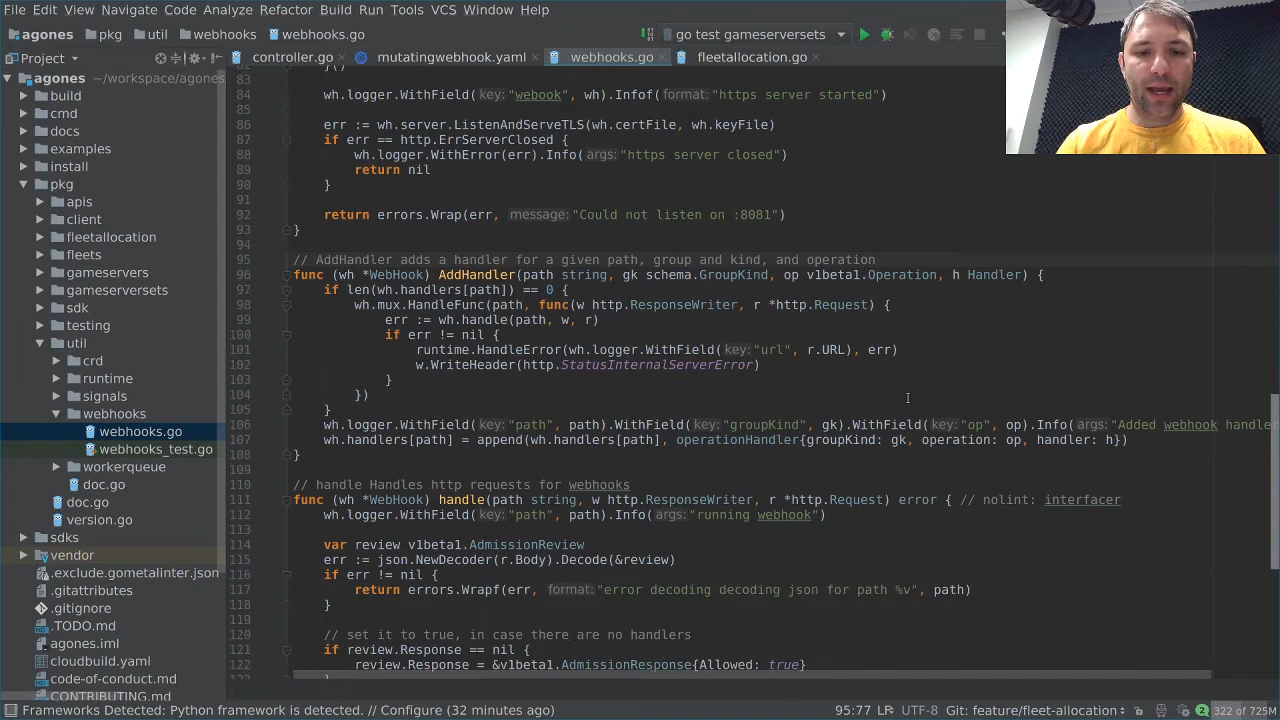 File Edit View Navigate Code Analyze Refactor Build Run Tools VCS Window Help
agones pkg util webhooks webhooks.go go test gameserversets
Project controller.go mutatingwebhook.yaml webhooks.go fleetallocation.go
agones ~/workspace/agones
build
cmd
docs
examples
install
pkg
apis
client
fleetallocation
fleets
gameservers
gameserversets
sdk
testing
util
crd
runtime
signals
webhooks
webhooks.go
webhooks_test.go
workerqueue
doc.go
doc.go
version.go
sdks
vendor
.exclude.gometalinter.json
.gitattributes
.gitignore
.TODO.md
agones.iml
cloudbuild.yaml
code-of-conduct.md
CONTRIBUTING.md
82 }()
84 wh.logger.WithField( key: "webook", wh).Infof( format: "https server started")
85
86 err := wh.server.ListenAndServeTLS(wh.certFile, wh.keyFile)
87 if err == http.ErrServerClosed {
88 wh.logger.WithError(err).Info( args: "https server closed")
89 return nil
90 }
91
92 return errors.Wrap(err, message: "Could not listen on :8081")
93 }
94
95 // AddHandler adds a handler for a given path, group and kind, and operation
96 func (wh *WebHook) AddHandler(path string, gk schema.GroupKind, op v1beta1.Operation, h Handler) {
97 if len(wh.handlers[path]) == 0 {
98 wh.mux.HandleFunc(path, func(w http.ResponseWriter, r *http.Request) {
99 err := wh.handle(path, w, r)
100 if err != nil {
101 runtime.HandleError(wh.logger.WithField( key: "url", r.URL), err)
102 w.WriteHeader(http.StatusInternalServerError)
103 }
104 })
105 }
106 wh.logger.WithField( key: "path", path).WithField( key: "groupKind", gk).WithField( key: "op", op).Info( args: "Added webhook handler
107 wh.handlers[path] = append(wh.handlers[path], operationHandler{groupKind: gk, operation: op, handler: h})
108 }
109
110 // handle Handles http requests for webhooks
111 func (wh *WebHook) handle(path string, w http.ResponseWriter, r *http.Request) error { // nolint: interfacer
112 wh.logger.WithField( key: "path", path).Info( args: "running webhook")
113
114 var review v1beta1.AdmissionReview
115 err := json.NewDecoder(r.Body).Decode(&review)
116 if err != nil {
117 return errors.Wrapf(err, format: "error decoding decoding json for path %v", path)
118 }
119
120 // set it to true, in case there are no handlers
121 if review.Response == nil {
122 review.Response = &v1beta1.AdmissionResponse{Allowed: true}
Frameworks Detected: Python framework is detected. // Configure (32 minutes ago) 95:77 LF UTF-8 Git: feature/fleet-allocation 2 322 of 725M